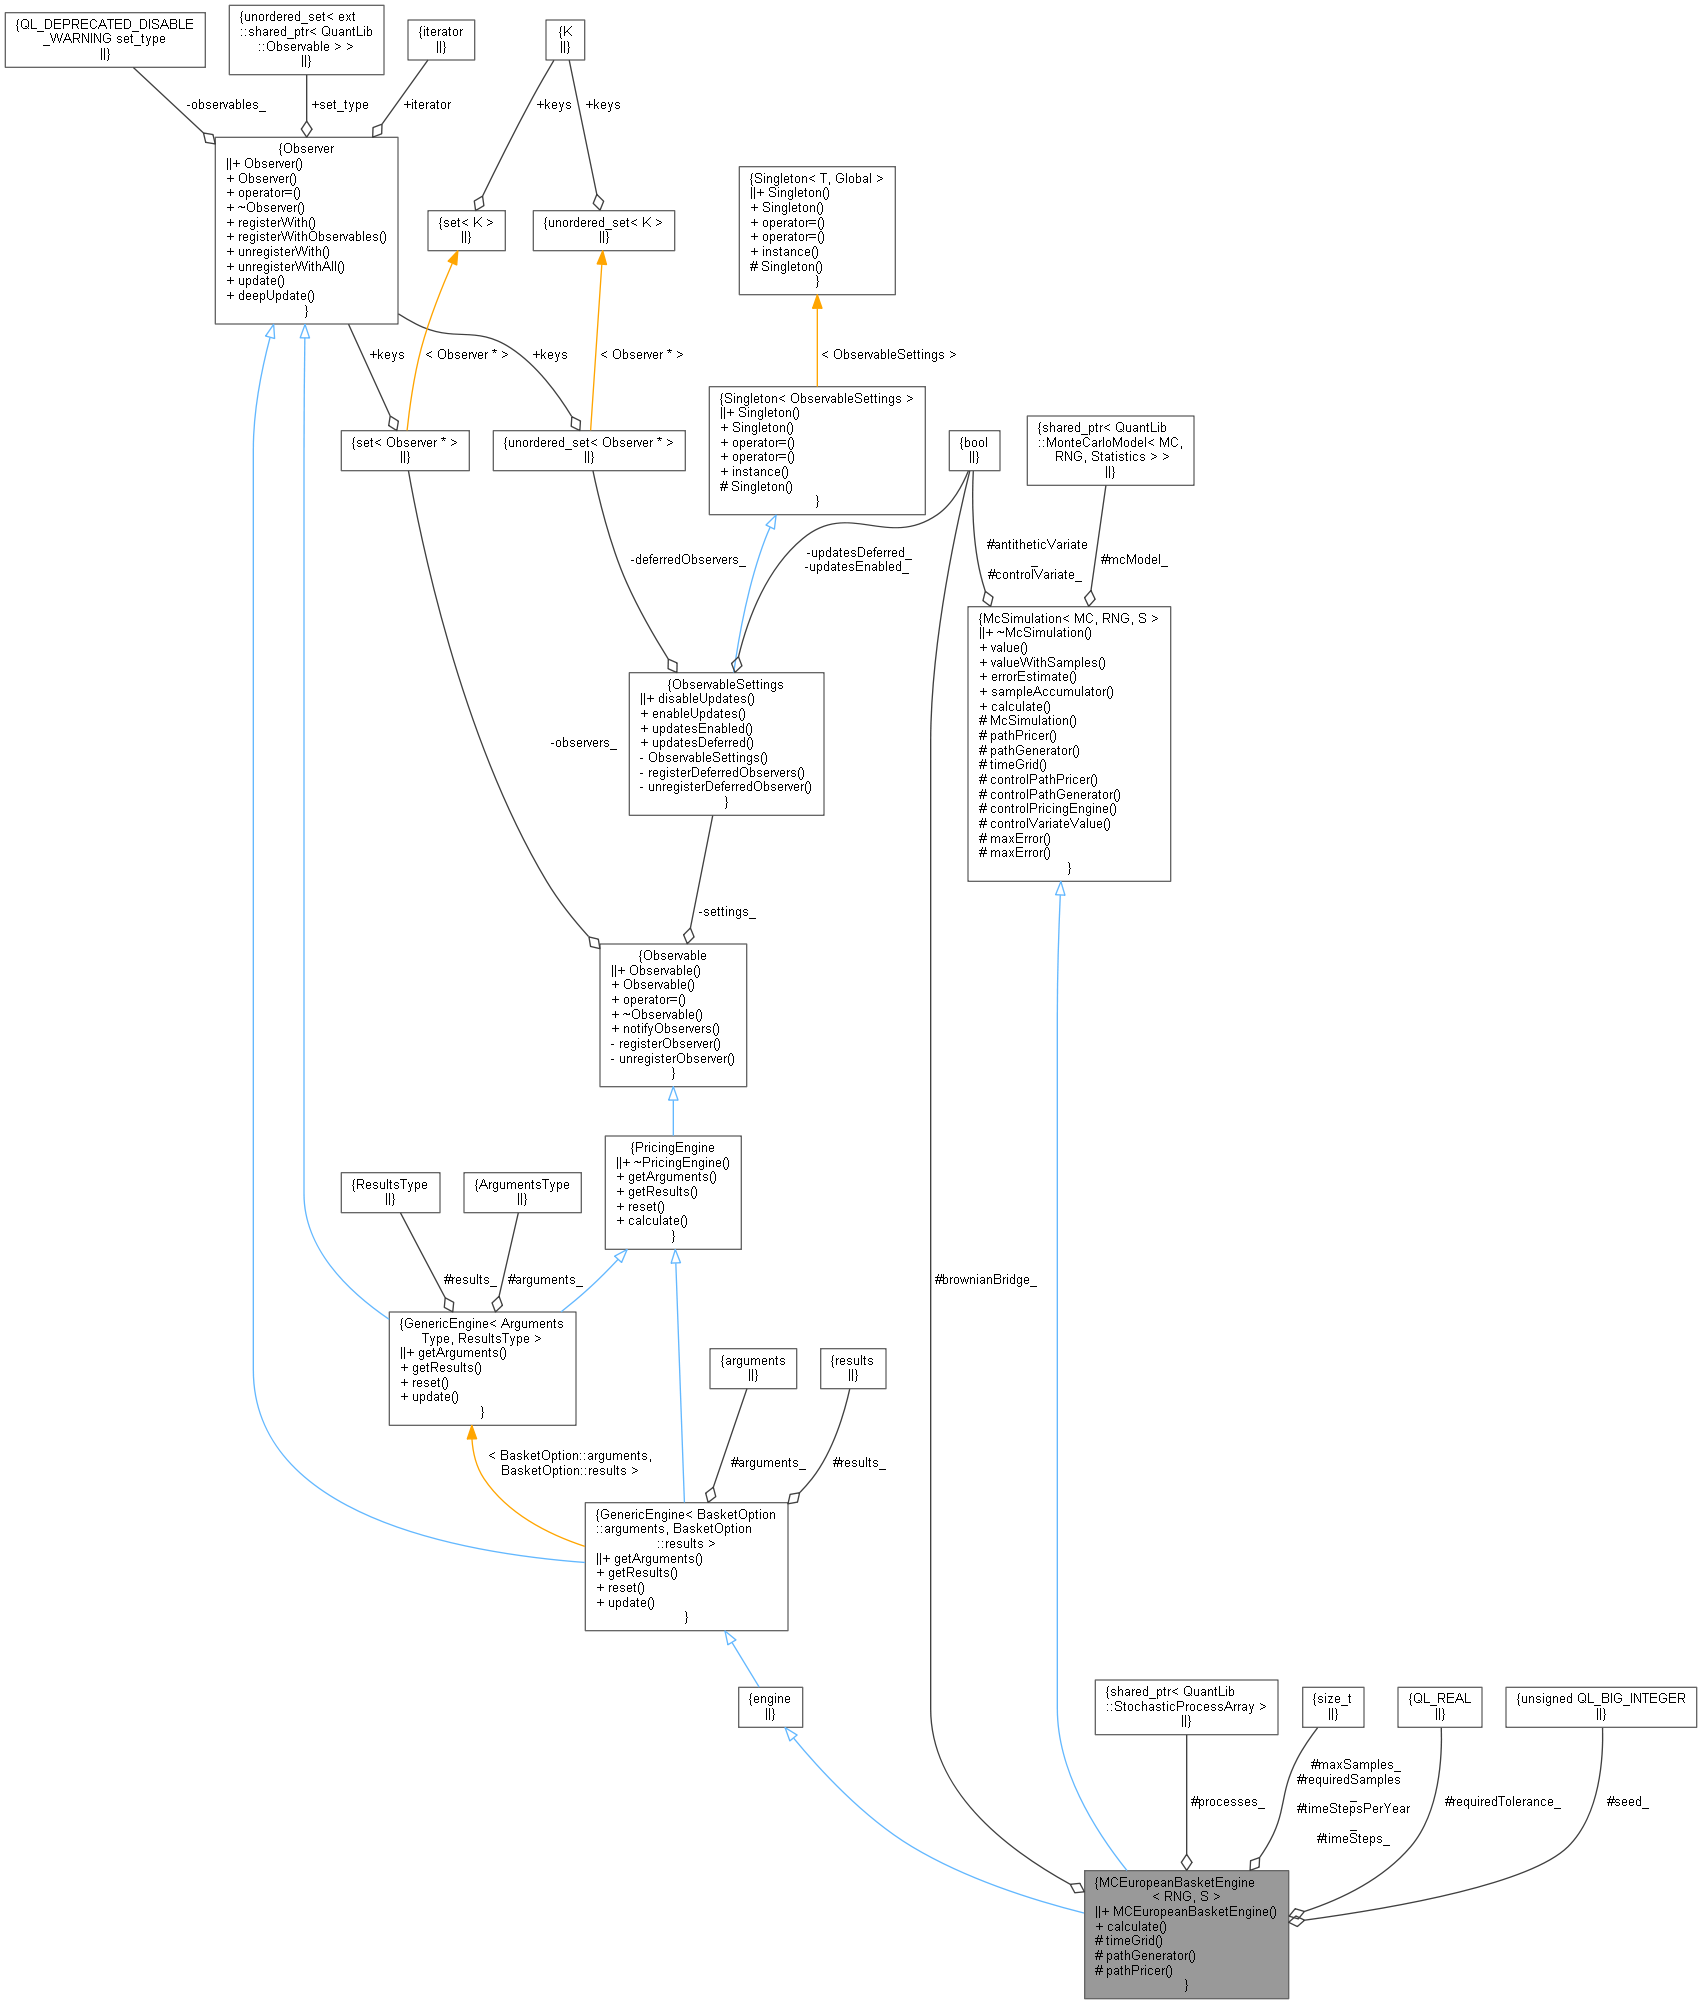 {QL_DEPRECATED_DISABLE
_WARNING set_type
||}
{unordered_set< ext
::shared_ptr< QuantLib
::Observable > >
||}
{iterator
||}
{K
||}
-observables_
+set_type
+iterator
+keys
+keys
{Observer
||+ Observer()
+ Observer()
+ operator=()
+ ~Observer()
+ registerWith()
+ registerWithObservables()
+ unregisterWith()
+ unregisterWithAll()
+ update()
+ deepUpdate()
}
{set< K >
||}
{unordered_set< K >
||}
{Singleton< T, Global >
||+ Singleton()
+ Singleton()
+ operator=()
+ operator=()
+ instance()
# Singleton()
}
+keys
< Observer * >
+keys
< Observer * >
< ObservableSettings >
{set< Observer * >
||}
{unordered_set< Observer * >
||}
{Singleton< ObservableSettings >
||+ Singleton()
+ Singleton()
+ operator=()
+ operator=()
+ instance()
# Singleton()
}
{bool
||}
{shared_ptr< QuantLib
::MonteCarloModel< MC,
RNG, Statistics > >
||}
-deferredObservers_
-updatesDeferred_
-updatesEnabled_
#antitheticVariate
_
#controlVariate_
#mcModel_
{McSimulation< MC, RNG, S >
||+ ~McSimulation()
+ value()
+ valueWithSamples()
+ errorEstimate()
+ sampleAccumulator()
+ calculate()
# McSimulation()
# pathPricer()
# pathGenerator()
# timeGrid()
# controlPathPricer()
# controlPathGenerator()
# controlPricingEngine()
# controlVariateValue()
# maxError()
# maxError()
}
-observers_
{ObservableSettings
||+ disableUpdates()
+ enableUpdates()
+ updatesEnabled()
+ updatesDeferred()
- ObservableSettings()
- registerDeferredObservers()
- unregisterDeferredObserver()
}
-settings_
{Observable
||+ Observable()
+ Observable()
+ operator=()
+ ~Observable()
+ notifyObservers()
- registerObserver()
- unregisterObserver()
}
{PricingEngine
||+ ~PricingEngine()
+ getArguments()
+ getResults()
+ reset()
+ calculate()
}
{ResultsType
||}
{ArgumentsType
||}
#results_
#arguments_
#brownianBridge_
{GenericEngine< Arguments
Type, ResultsType >
||+ getArguments()
+ getResults()
+ reset()
+ update()
}
{arguments
||}
{results
||}
< BasketOption::arguments,
BasketOption::results >
#arguments_
#results_
{GenericEngine< BasketOption
::arguments, BasketOption
::results >
||+ getArguments()
+ getResults()
+ reset()
+ update()
}
{engine
||}
{shared_ptr< QuantLib
::StochasticProcessArray >
||}
{size_t
||}
{QL_REAL
||}
{unsigned QL_BIG_INTEGER
||}
#processes_
#maxSamples_
#requiredSamples
_
#timeStepsPerYear
_
#timeSteps_
#requiredTolerance_
#seed_
{MCEuropeanBasketEngine
< RNG, S >
||+ MCEuropeanBasketEngine()
+ calculate()
# timeGrid()
# pathGenerator()
# pathPricer()
}